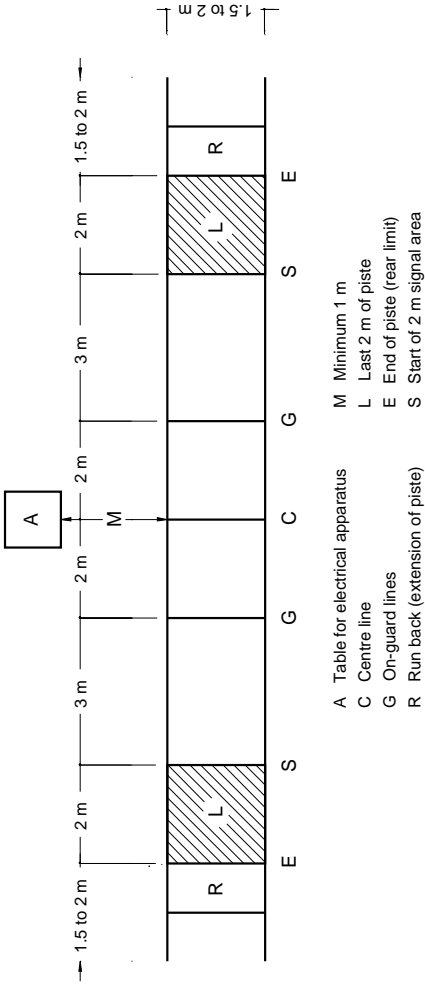 A
1.5 to 2 m
2 m
3 m
2 m
2 m
3 m
2 m
1.5 to 2 m
M
1.5 to 2 m
R
L
L
R
E
S
G
C
G
S
E
A Table for electrical apparatus
C Centre line
G On-guard lines
R Run back (extension of piste)
M Minimum 1 m
L Last 2 m of piste
E End of piste (rear limit)
S Start of 2 m signal area